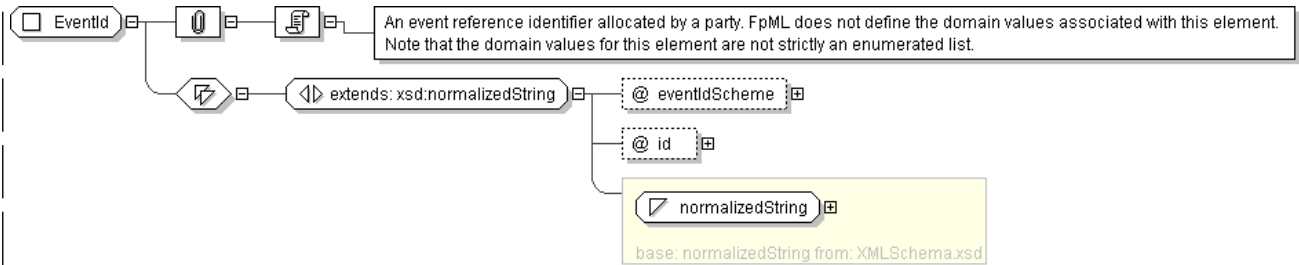 EventId
An event reference identifier allocated by a party. FpML does not define the domain values associated with this element.
Note that the domain values for this element are not strictly an enumerated list.
extends: xsd:normalizedString
@ eventIdScheme
@ id
normalizedString
base: normalizedString from: XMLSchema.xsd